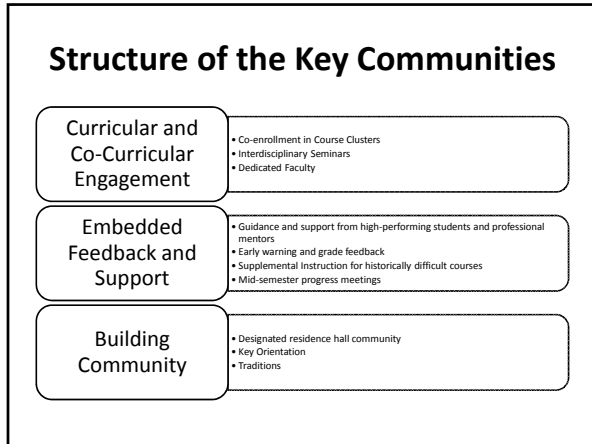 Structure of the Key Communities
Curricular and
Co-Curricular
Engagement
• Co-enrollment in Course Clusters
• Interdisciplinary Seminars
• Dedicated Faculty
Embedded
Feedback and
Support
• Guidance and support from high-performing students and professional
mentors
• Early warning and grade feedback
• Supplemental Instruction for historically difficult courses
• Mid-semester progress meetings
Building
Community
• Designated residence hall community
• Key Orientation
• Traditions